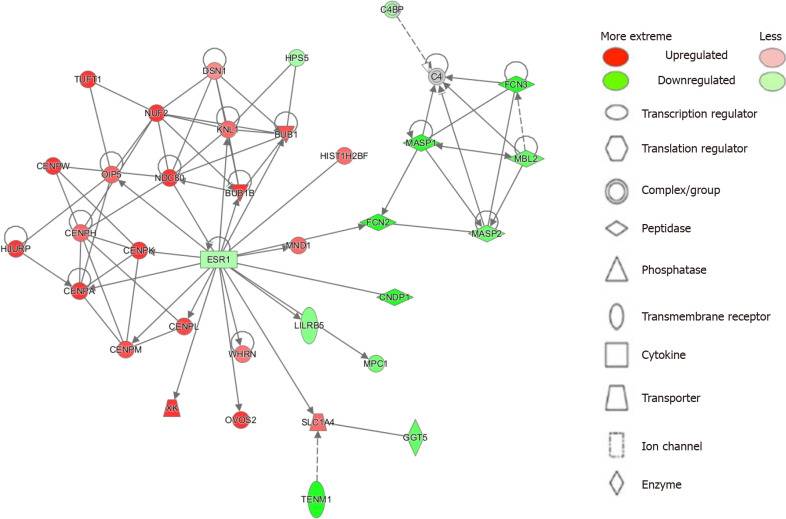 C4BP
DSN1
HPS5
TUFT1
C4
FCN3
NUF2
KNL1
BUB1
MASP1
HIST1H2BF
MBL2
CENPW
OIP5
NDC80
BUB1B
FCN2
MASP2
CENPH
MND1
HJURP
CENPK
ESR1
CENPA
CNDP1
CENPL
LILRB5
CENPM
WHRN
MPC1
XK
OVOS2
SLC1A4
GGT5
TENM1
More extreme
Less
Upregulated
Downregulated
Transcription regulator
Translation regulator
Complex/group
Peptidase
Phosphatase
Transmembrane receptor
Cytokine
Transporter
Ion channel
Enzyme